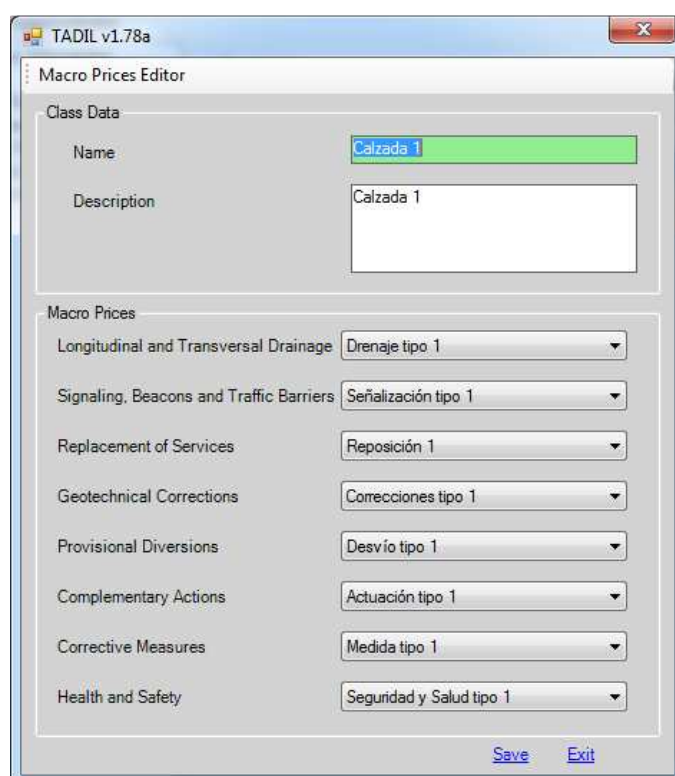 TADIL v1.78a
Macro Prices Editor
Class Data
Name Calzada 1
Description Calzada 1
Macro Prices
Longitudinal and Transversal Drainage Drenaje tipo 1
Signaling, Beacons and Traffic Barriers Señalización tipo 1
Replacement of Services Reposición 1
Geotechnical Corrections Correcciones tipo 1
Provisional Diversions Desvío tipo 1
Complementary Actions Actuación tipo 1
Corrective Measures Medida tipo 1
Health and Safety Seguridad y Salud tipo 1
Save Exit